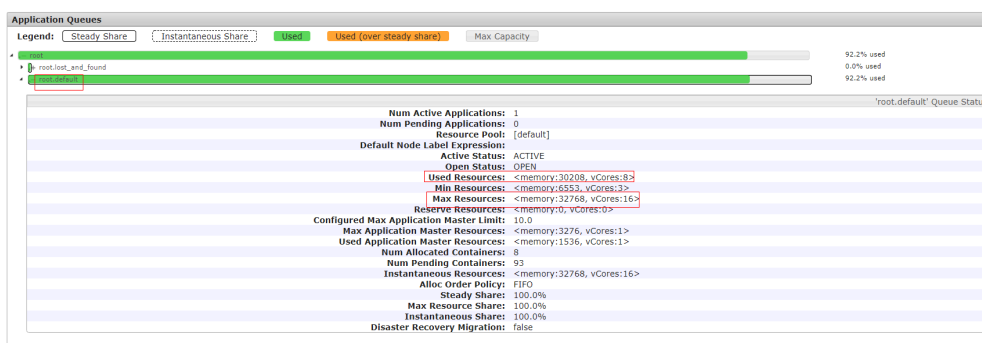 Application Queues
Legend: Steady Share Instantaneous Share Used Used (over steady share) Max Capacity
root 92.2% used
root.lost_and_found 0.0% used
root.default 92.2% used
'root.default' Queue Statu
Num Active Applications: 1
Num Pending Applications: 0
Resource Pool: [default]
Default Node Label Expression:
Active Status: ACTIVE
Open Status: OPEN
Used Resources: <memory:30208, vCores:8>
Min Resources: <memory:6553, vCores:3>
Max Resources: <memory:32768, vCores:16>
Reserve Resources: <memory:0, vCores:0>
Configured Max Application Master Limit: 10.0
Max Application Master Resources: <memory:3276, vCores:1>
Used Application Master Resources: <memory:1536, vCores:1>
Num Allocated Containers: 8
Num Pending Containers: 93
Instantaneous Resources: <memory:32768, vCores:16>
Alloc Order Policy: FIFO
Steady Share: 100.0%
Max Resource Share: 100.0%
Instantaneous Share: 100.0%
Disaster Recovery Migration: false